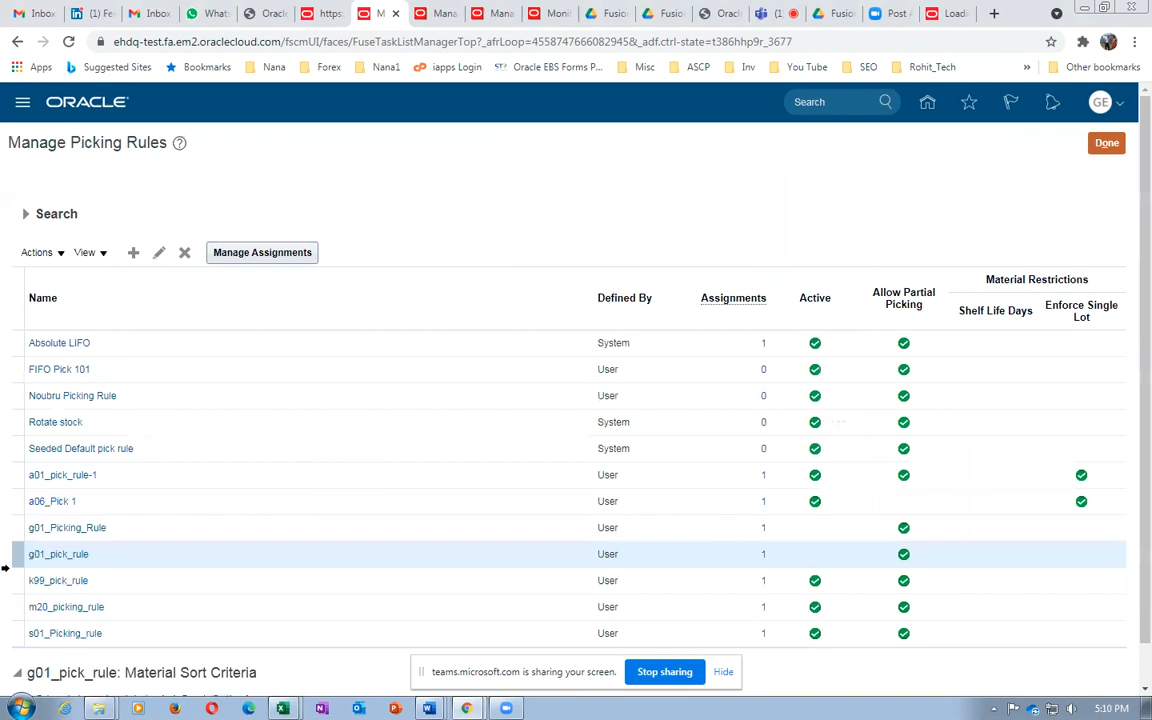 Inbox
(1) Fe
Inbox
Whats
Oracl
https:
M
Mana
Mana
Moni
Fusio
Fusio
Oracl
(1)
Fusio
Post A
Loadi
ehdq-test.fa.em2.oraclecloud.com/fscmUI/faces/FuseTaskListManagerTop?_afrLoop=4558747666082945&_adf.ctrl-state=t386hhp9r_3677
Apps
Suggested Sites
Bookmarks
Nana
Forex
Nana1
iapps Login
Oracle EBS Forms P...
Misc
ASCP
Inv
You Tube
SEO
Rohit_Tech
»
Other bookmarks
ORACLE
Search
GE
Manage Picking Rules
Done
Search
Actions View Manage Assignments
Material Restrictions
Name Defined By Assignments Active Allow Partial Picking Shelf Life Days Enforce Single Lot
Absolute LIFO System 1
FIFO Pick 101 User 0
Noubru Picking Rule User 0
Rotate stock System 0
Seeded Default pick rule System 0
a01_pick_rule-1 User 1
a06_Pick 1 User 1
g01_Picking_Rule User 1
g01_pick_rule User 1
k99_pick_rule User 1
m20_picking_rule User 1
s01_Picking_rule User 1
g01_pick_rule: Material Sort Criteria
teams.microsoft.com is sharing your screen. Stop sharing Hide
5:10 PM